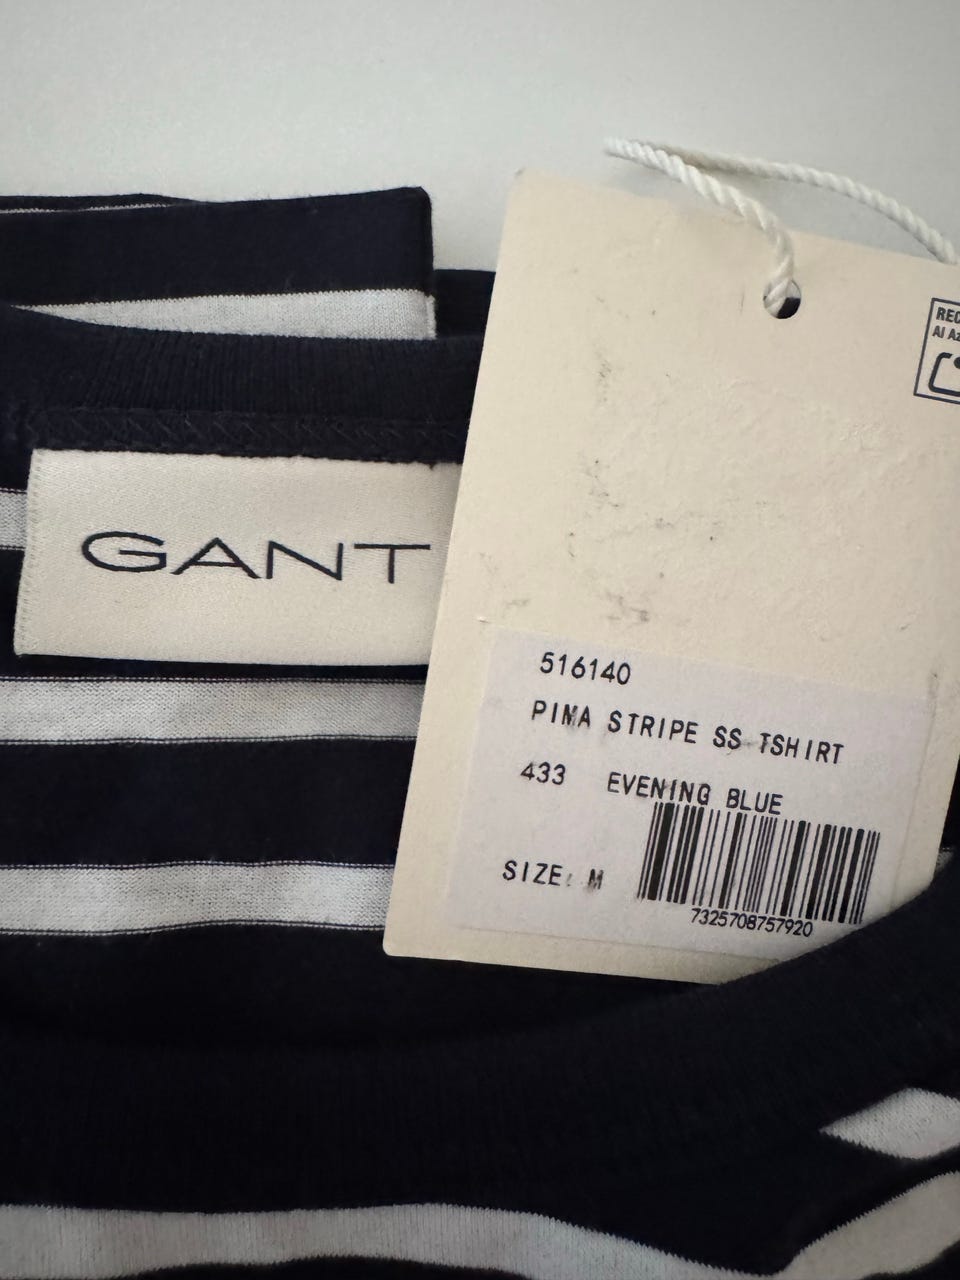 GANT
516140
PIMA STRIPE SS TSHIRT
433 EVENING BLUE
SIZE: M
7325708757920